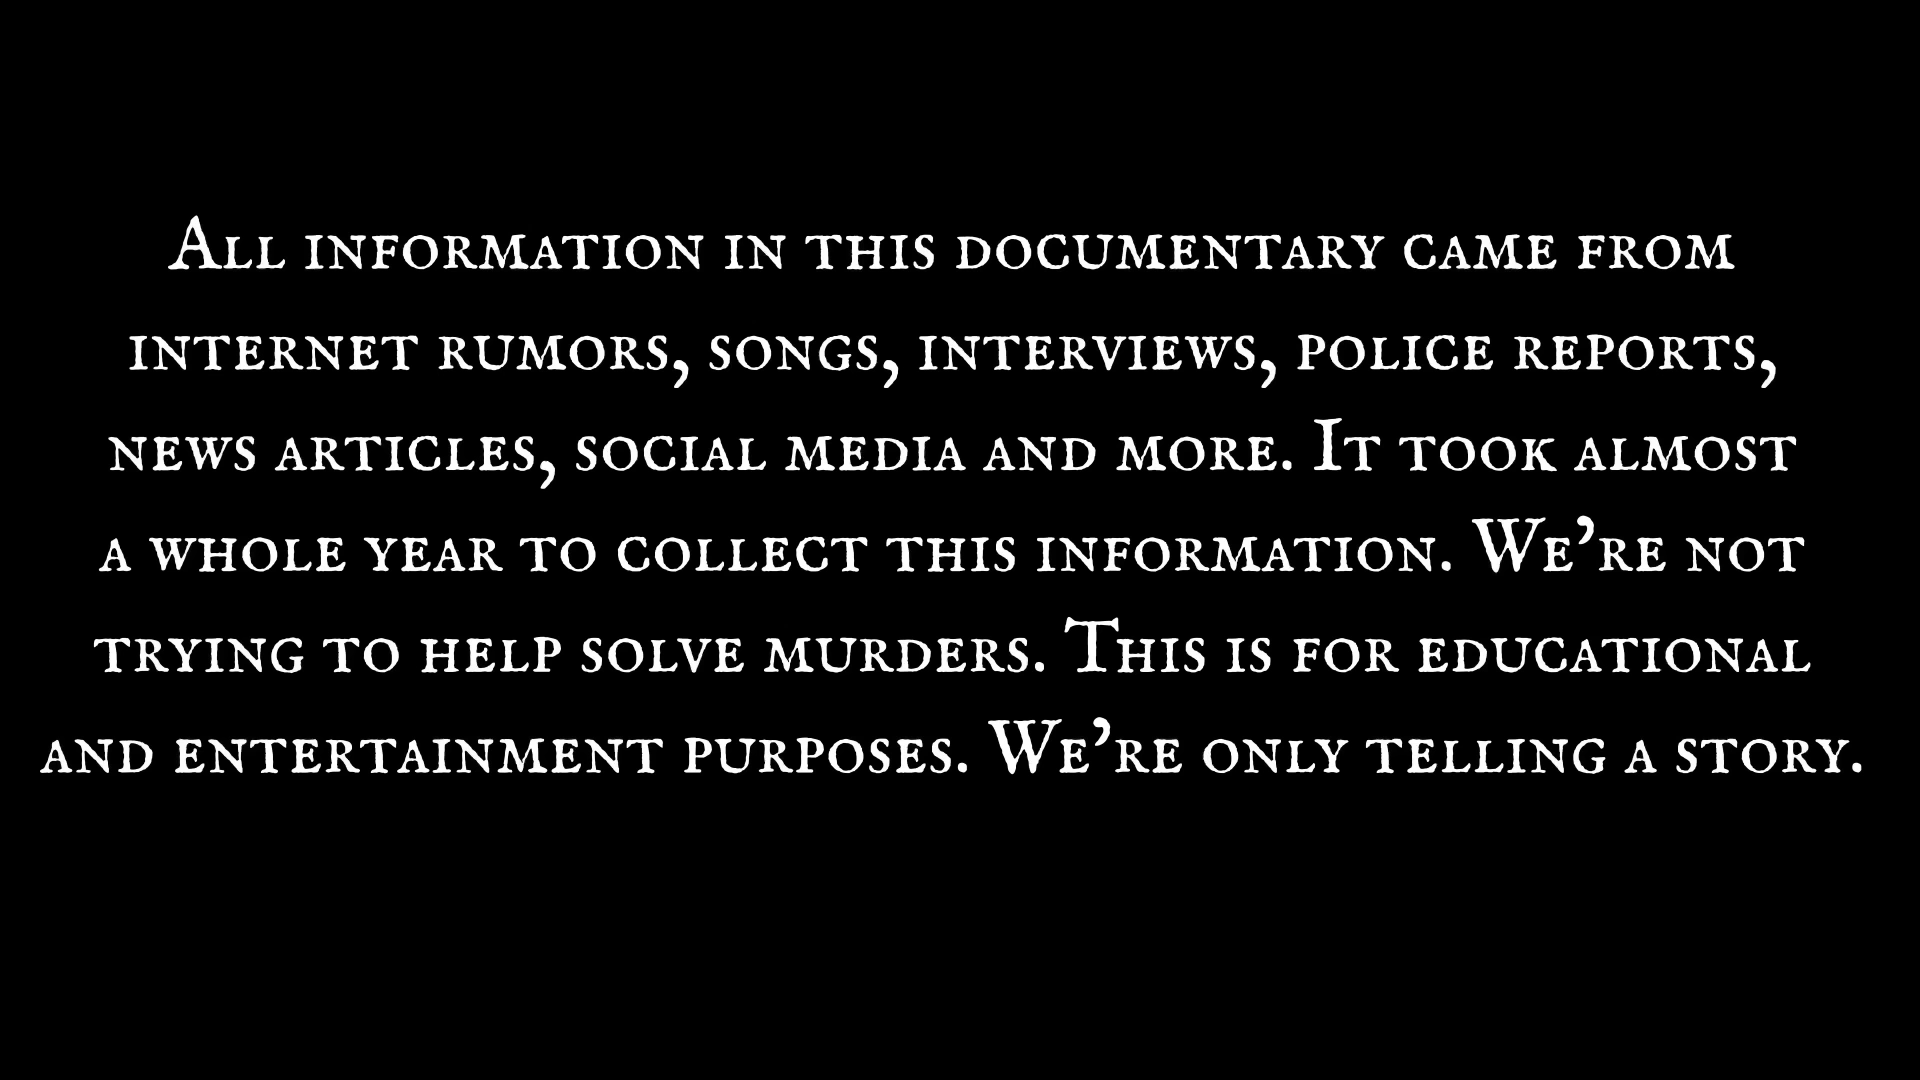 All information in this documentary came from
internet rumors, songs, interviews, police reports,
news articles, social media and more. It took almost
a whole year to collect this information. We're not
trying to help solve murders. This is for educational
and entertainment purposes. We're only telling a story.